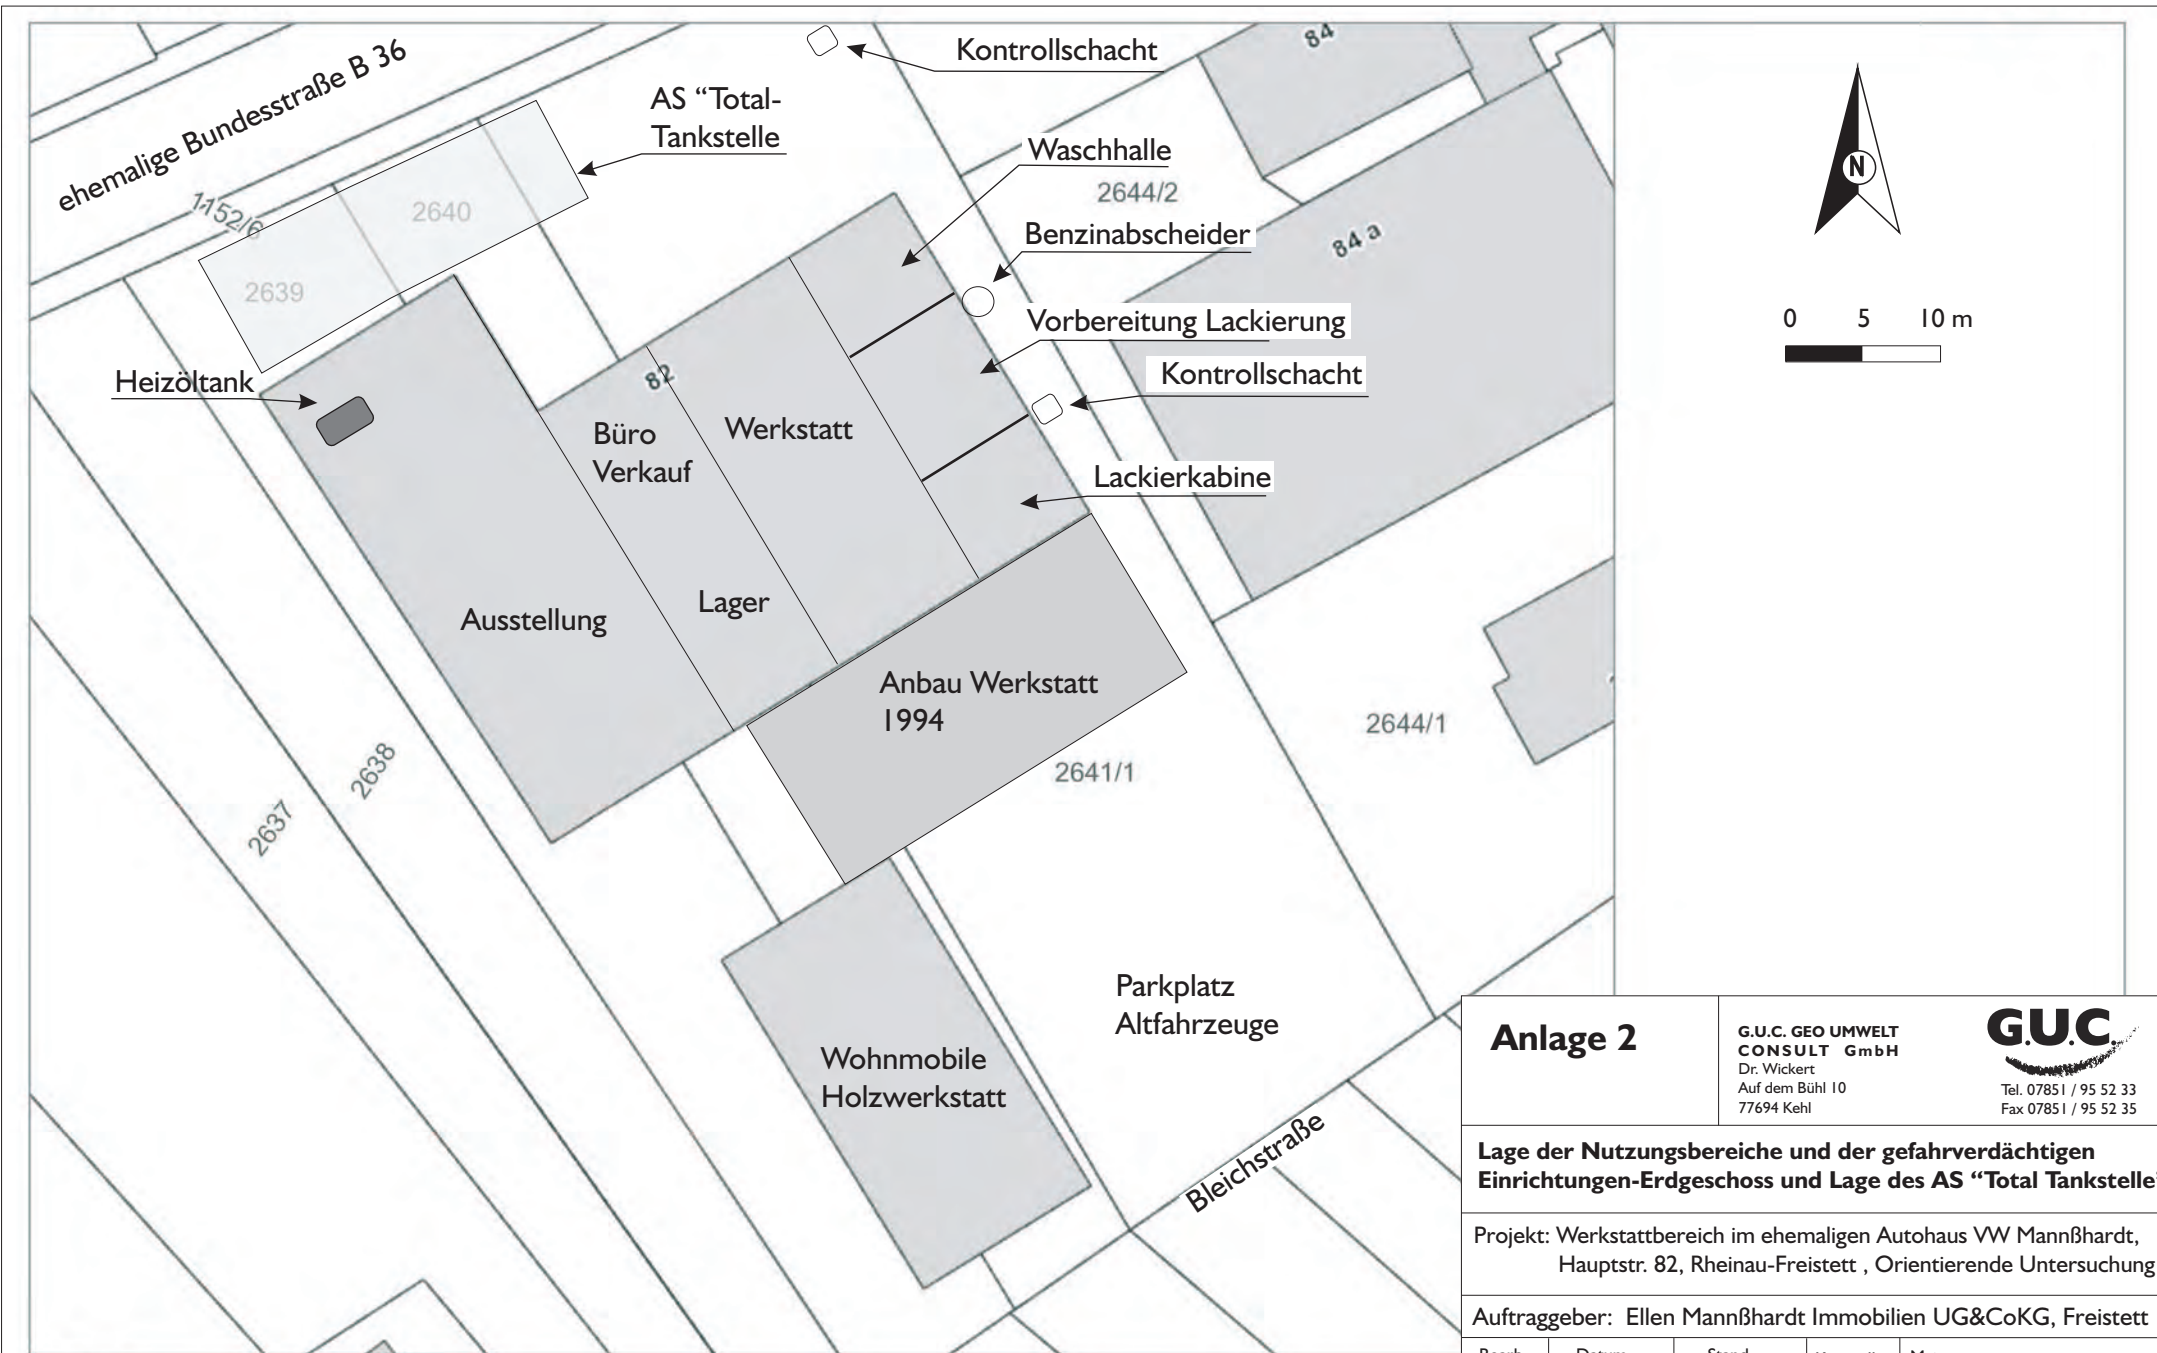 ehemalige Bundesstraße B 36
Kontrollschacht
84
AS “Total-
Tankstelle
Waschhalle
2644/2
1152/6
2640
Benzinabscheider
84 a
N
2639
Vorbereitung Lackierung
0 5 10 m
Heizöltank
82
Kontrollschacht
Büro
Verkauf
Werkstatt
Lackierkabine
Ausstellung
Lager
Anbau Werkstatt
1994
2644/1
2641/1
2638
2637
Parkplatz
Altfahrzeuge
Wohnmobile
Holzwerkstatt
Bleichstraße
Anlage 2
G.U.C. GEO UMWELT
CONSULT GmbH
Dr. Wickert
Auf dem Bühl 10
77694 Kehl
G.U.C.
Tel. 07851 / 95 52 33
Fax 07851 / 95 52 35
Lage der Nutzungsbereiche und der gefahrverdächtigen
Einrichtungen-Erdgeschoss und Lage des AS “Total Tankstelle”
Projekt: Werkstattbereich im ehemaligen Autohaus VW Mannßhardt,
Hauptstr. 82, Rheinau-Freistett , Orientierende Untersuchung
Auftraggeber: Ellen Mannßhardt Immobilien UG&CoKG, Freistett